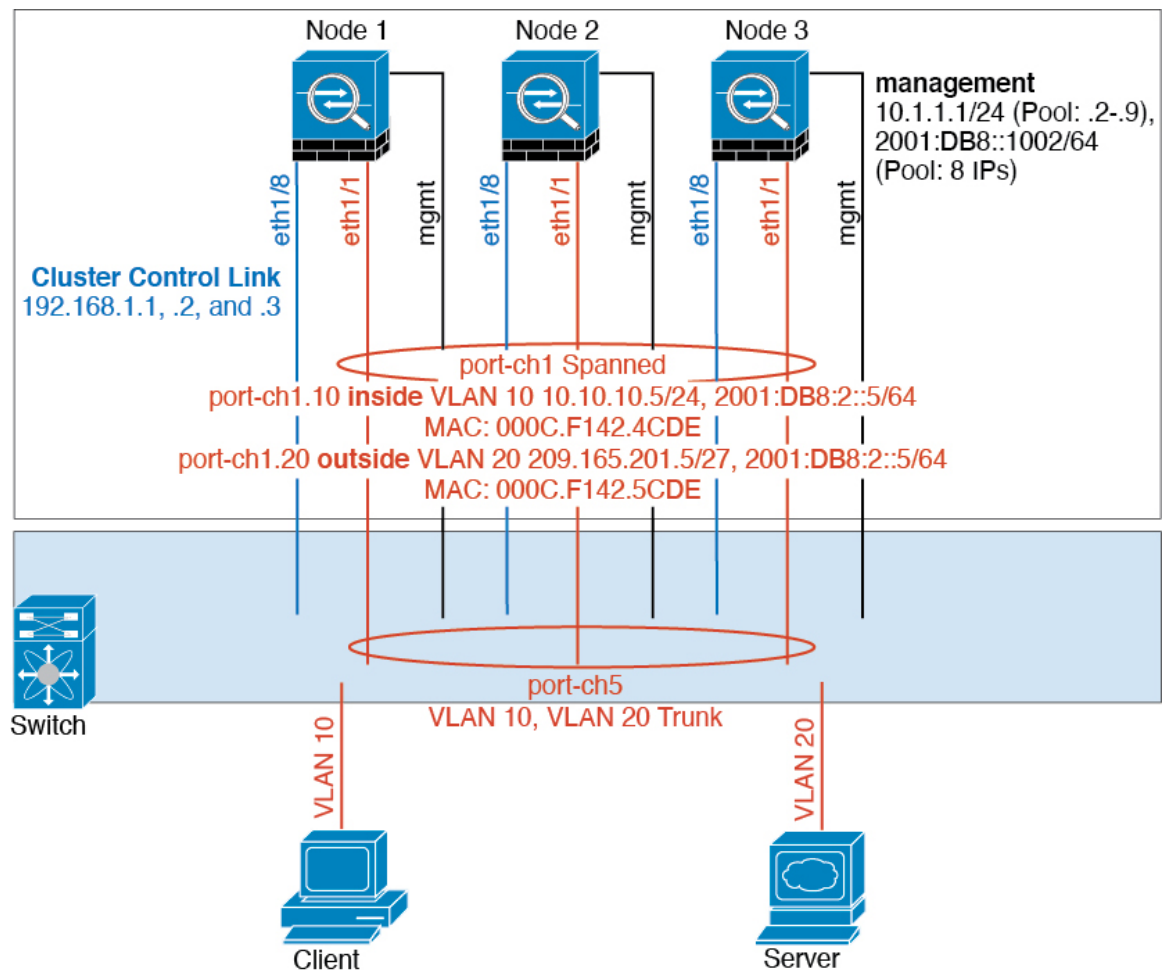 Node 1
Node 2
Node 3
management
10.1.1.1/24 (Pool: .2-.9),
2001:DB8::1002/64
(Pool: 8 IPs)
eth1/8
eth1/1
mgmt
eth1/8
eth1/1
mgmt
eth1/8
eth1/1
mgmt
Cluster Control Link
192.168.1.1, .2, and .3
port-ch1 Spanned
port-ch1.10 inside VLAN 10 10.10.10.5/24, 2001:DB8:2::5/64
MAC: 000C.F142.4CDE
port-ch1.20 outside VLAN 20 209.165.201.5/27, 2001:DB8:2::5/64
MAC: 000C.F142.5CDE
Switch
port-ch5
VLAN 10, VLAN 20 Trunk
VLAN 10
VLAN 20
Client
Server